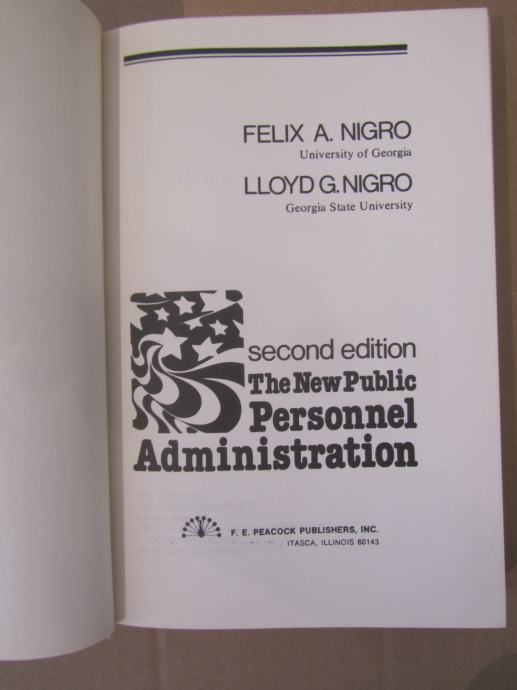 FELIX A. NIGRO
University of Georgia
LLOYD G. NIGRO
Georgia State University
second edition
The New Public
Personnel
Administration
F. E. PEACOCK PUBLISHERS, INC.
ITASCA, ILLINOIS 60143